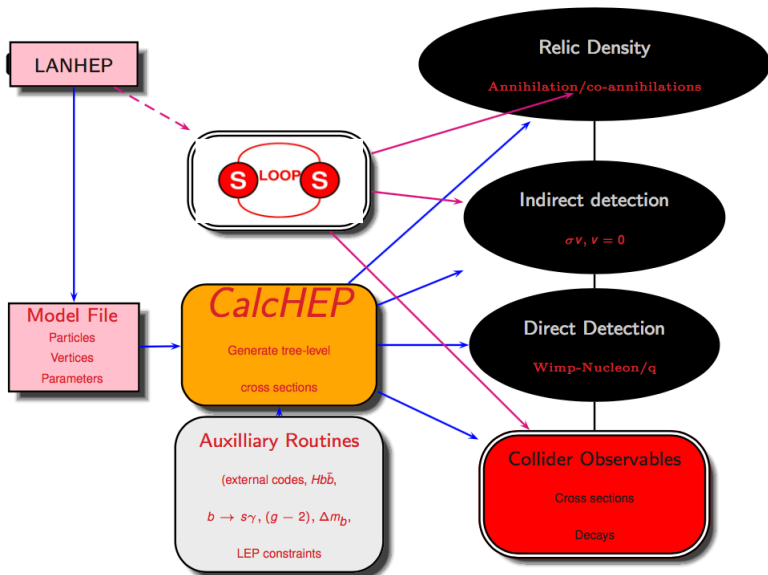 LANHEP
Relic Density
Annihilation/co-annihilations
S LOOP S
Indirect detection
σv, v = 0
Model File
Particles
Vertices
Parameters
CalcHEP
Generate tree-level
cross sections
Direct Detection
Wimp-Nucleon/q
Auxilliary Routines
(external codes, Hbb̄,
b → sγ, (g − 2), Δm_b,
LEP constraints
Collider Observables
Cross sections
Decays